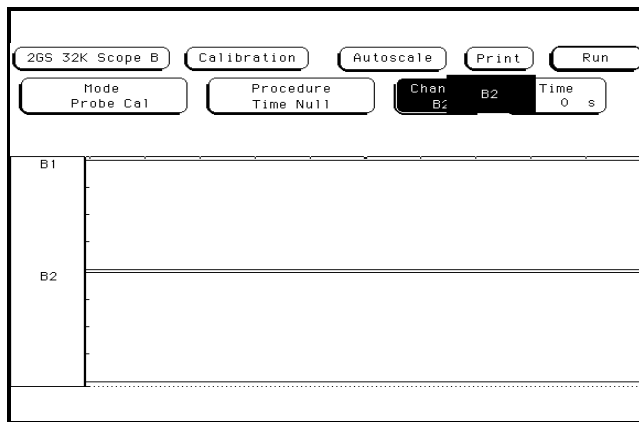 2GS 32K Scope B Calibration Autoscale Print Run
Mode Procedure Chan Time
Probe Cal Time Null B2 B2 0 s
B1
B2